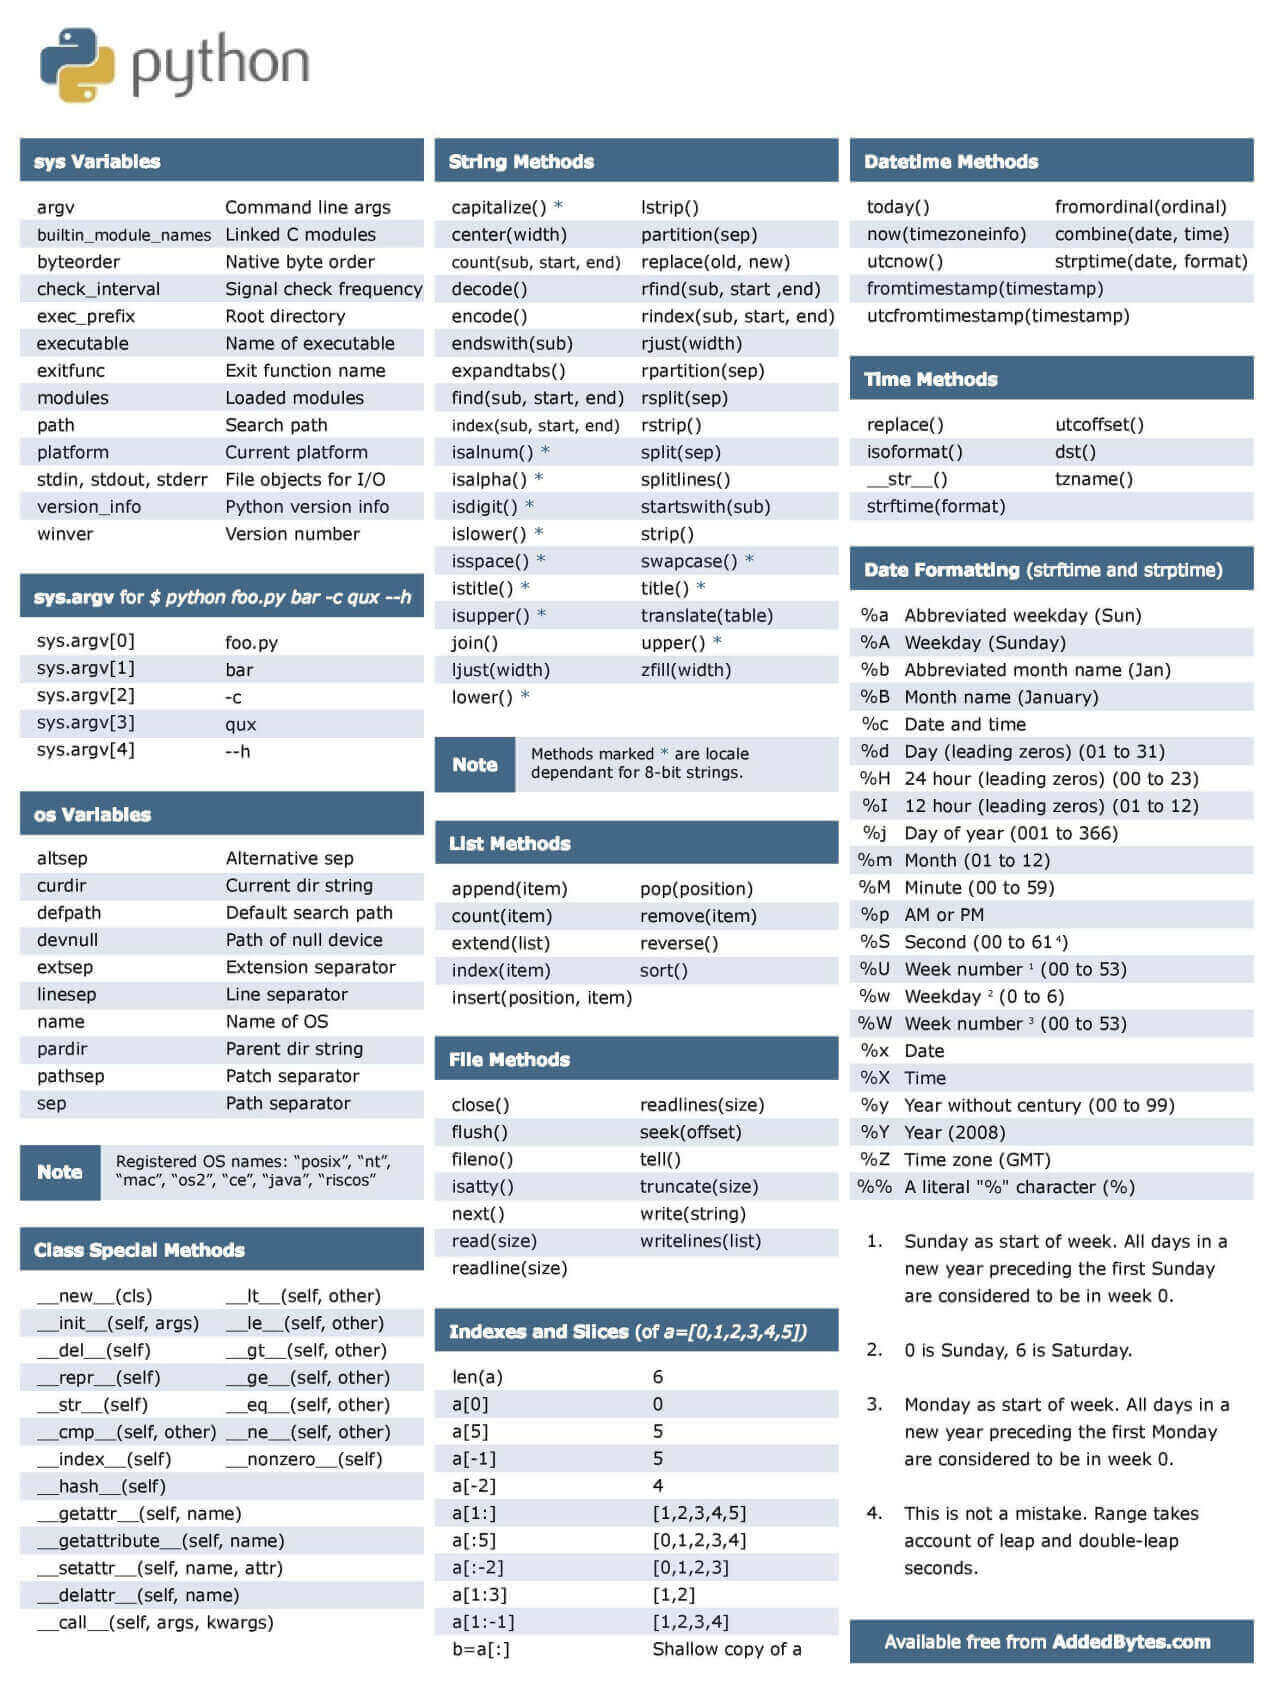 python
sys Variables
argv Command line args
builtin_module_names Linked C modules
byteorder Native byte order
check_interval Signal check frequency
exec_prefix Root directory
executable Name of executable
exitfunc Exit function name
modules Loaded modules
path Search path
platform Current platform
stdin, stdout, stderr File objects for I/O
version_info Python version info
winver Version number
sys.argv for $ python foo.py bar -c qux --h
sys.argv[0] foo.py
sys.argv[1] bar
sys.argv[2] -c
sys.argv[3] qux
sys.argv[4] --h
os Variables
altsep Alternative sep
curdir Current dir string
defpath Default search path
devnull Path of null device
extsep Extension separator
linesep Line separator
name Name of OS
pardir Parent dir string
pathsep Patch separator
sep Path separator
Note
Registered OS names: “posix”, “nt”,
“mac”, “os2”, “ce”, “java”, “riscos”
Class Special Methods
__new__(cls) __lt__(self, other)
__init__(self, args) __le__(self, other)
__del__(self) __gt__(self, other)
__repr__(self) __ge__(self, other)
__str__(self) __eq__(self, other)
__cmp__(self, other) __ne__(self, other)
__index__(self) __nonzero__(self)
__hash__(self)
__getattr__(self, name)
__getattribute__(self, name)
__setattr__(self, name, attr)
__delattr__(self, name)
__call__(self, args, kwargs)
String Methods
capitalize() * lstrip()
center(width) partition(sep)
count(sub, start, end) replace(old, new)
decode() rfind(sub, start ,end)
encode() rindex(sub, start, end)
endswith(sub) rjust(width)
expandtabs() rpartition(sep)
find(sub, start, end) rsplit(sep)
index(sub, start, end) rstrip()
isalnum() * split(sep)
isalpha() * splitlines()
isdigit() * startswith(sub)
islower() * strip()
isspace() * swapcase() *
istitle() * title() *
isupper() * translate(table)
join() upper() *
ljust(width) zfill(width)
lower() *
Note
Methods marked * are locale
dependant for 8-bit strings.
List Methods
append(item) pop(position)
count(item) remove(item)
extend(list) reverse()
index(item) sort()
insert(position, item)
File Methods
close() readlines(size)
flush() seek(offset)
fileno() tell()
isatty() truncate(size)
next() write(string)
read(size) writelines(list)
readline(size)
Indexes and Slices (of a=[0,1,2,3,4,5])
len(a) 6
a[0] 0
a[5] 5
a[-1] 5
a[-2] 4
a[1:] [1,2,3,4,5]
a[:5] [0,1,2,3,4]
a[:-2] [0,1,2,3]
a[1:3] [1,2]
a[1:-1] [1,2,3,4]
b=a[:] Shallow copy of a
Datetime Methods
today() fromordinal(ordinal)
now(timezoneinfo) combine(date, time)
utcnow() strptime(date, format)
fromtimestamp(timestamp)
utcfromtimestamp(timestamp)
Time Methods
replace() utcoffset()
isoformat() dst()
__str__() tzname()
strftime(format)
Date Formatting (strftime and strptime)
%a Abbreviated weekday (Sun)
%A Weekday (Sunday)
%b Abbreviated month name (Jan)
%B Month name (January)
%c Date and time
%d Day (leading zeros) (01 to 31)
%H 24 hour (leading zeros) (00 to 23)
%I 12 hour (leading zeros) (01 to 12)
%j Day of year (001 to 366)
%m Month (01 to 12)
%M Minute (00 to 59)
%p AM or PM
%S Second (00 to 61⁴)
%U Week number ¹ (00 to 53)
%w Weekday ² (0 to 6)
%W Week number ³ (00 to 53)
%x Date
%X Time
%y Year without century (00 to 99)
%Y Year (2008)
%Z Time zone (GMT)
%% A literal "%" character (%)
1. Sunday as start of week. All days in a
new year preceding the first Sunday
are considered to be in week 0.
2. 0 is Sunday, 6 is Saturday.
3. Monday as start of week. All days in a
new year preceding the first Monday
are considered to be in week 0.
4. This is not a mistake. Range takes
account of leap and double-leap
seconds.
Available free from AddedBytes.com